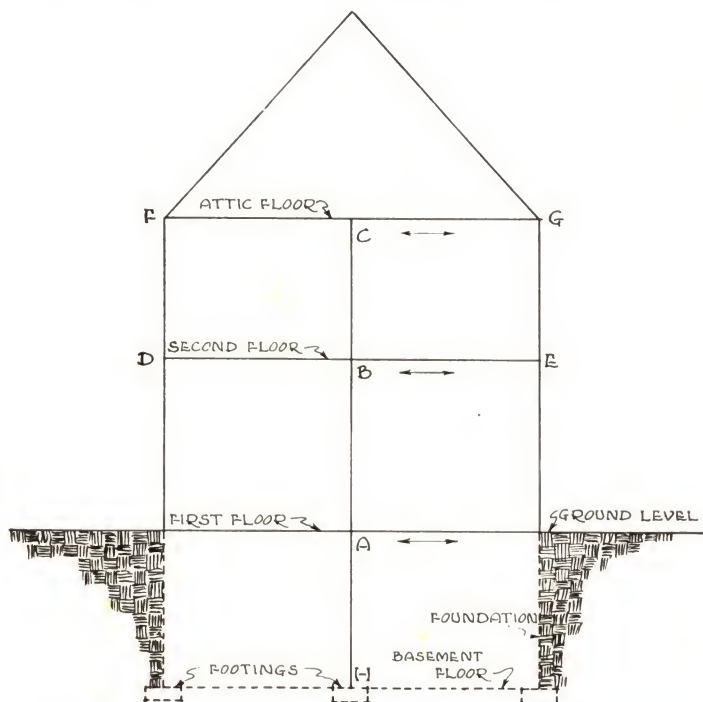 ATTIC FLOOR
F
G
C
SECOND FLOOR
D
B
E
FIRST FLOOR
GROUND LEVEL
A
FOUNDATION
FOOTINGS
BASEMENT
FLOOR